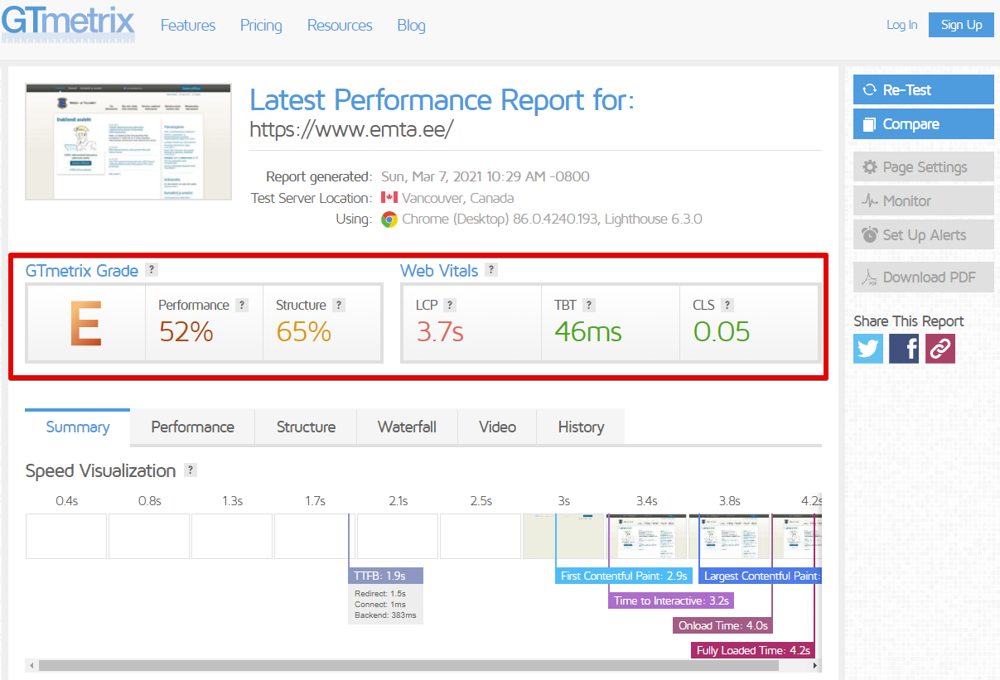 GTmetrix
Features Pricing Resources Blog
Log In Sign Up
Latest Performance Report for:
https://www.emta.ee/
Report generated: Sun, Mar 7, 2021 10:29 AM -0800
Test Server Location: Vancouver, Canada
Using: Chrome (Desktop) 86.0.4240.193, Lighthouse 6.3.0
Re-Test
Compare
Page Settings
Monitor
Set Up Alerts
PDF Download PDF
Share This Report
GTmetrix Grade ?
E
Performance ?
52%
Structure ?
65%
Web Vitals ?
LCP ?
3.7s
TBT ?
46ms
CLS ?
0.05
Summary Performance Structure Waterfall Video History
Speed Visualization ?
0.4s 0.8s 1.3s 1.7s 2.1s 2.5s 3s 3.4s 3.8s 4.2s
TTFB: 1.9s
Redirect: 1.5s
Connect: 1ms
Backend: 383ms
First Contentful Paint: 2.9s
Largest Contentful Paint:
Time to Interactive: 3.2s
Onload Time: 4.0s
Fully Loaded Time: 4.2s